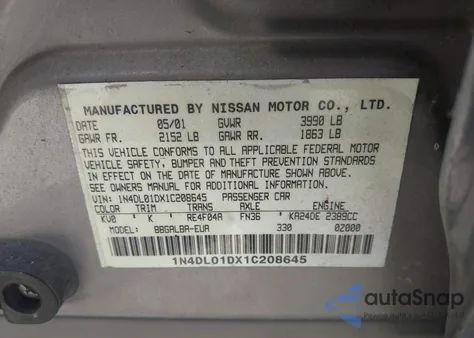 MANUFACTURED BY NISSAN MOTOR CO., LTD.
DATE 05/01 GVWR 3990 LB
GAWR FR. 2152 LB GAWR RR. 1863 LB
THIS VEHICLE CONFORMS TO ALL APPLICABLE FEDERAL MOTOR
VEHICLE SAFETY, BUMPER AND THEFT PREVENTION STANDARDS
IN EFFECT ON THE DATE OF MANUFACTURE SHOWN ABOVE.
SEE OWNERS MANUAL FOR ADDITIONAL INFORMATION.
VIN: 1N4DL01DX1C208645 PASSENGER CAR
COLOR TRIM TRANS AXLE ENGINE
KV0 K RE4F04A FN36 KA24DE 2389CC
BBGALBA-EUA 330 0Z000
1N4DL01DX1C208645
autoSnap